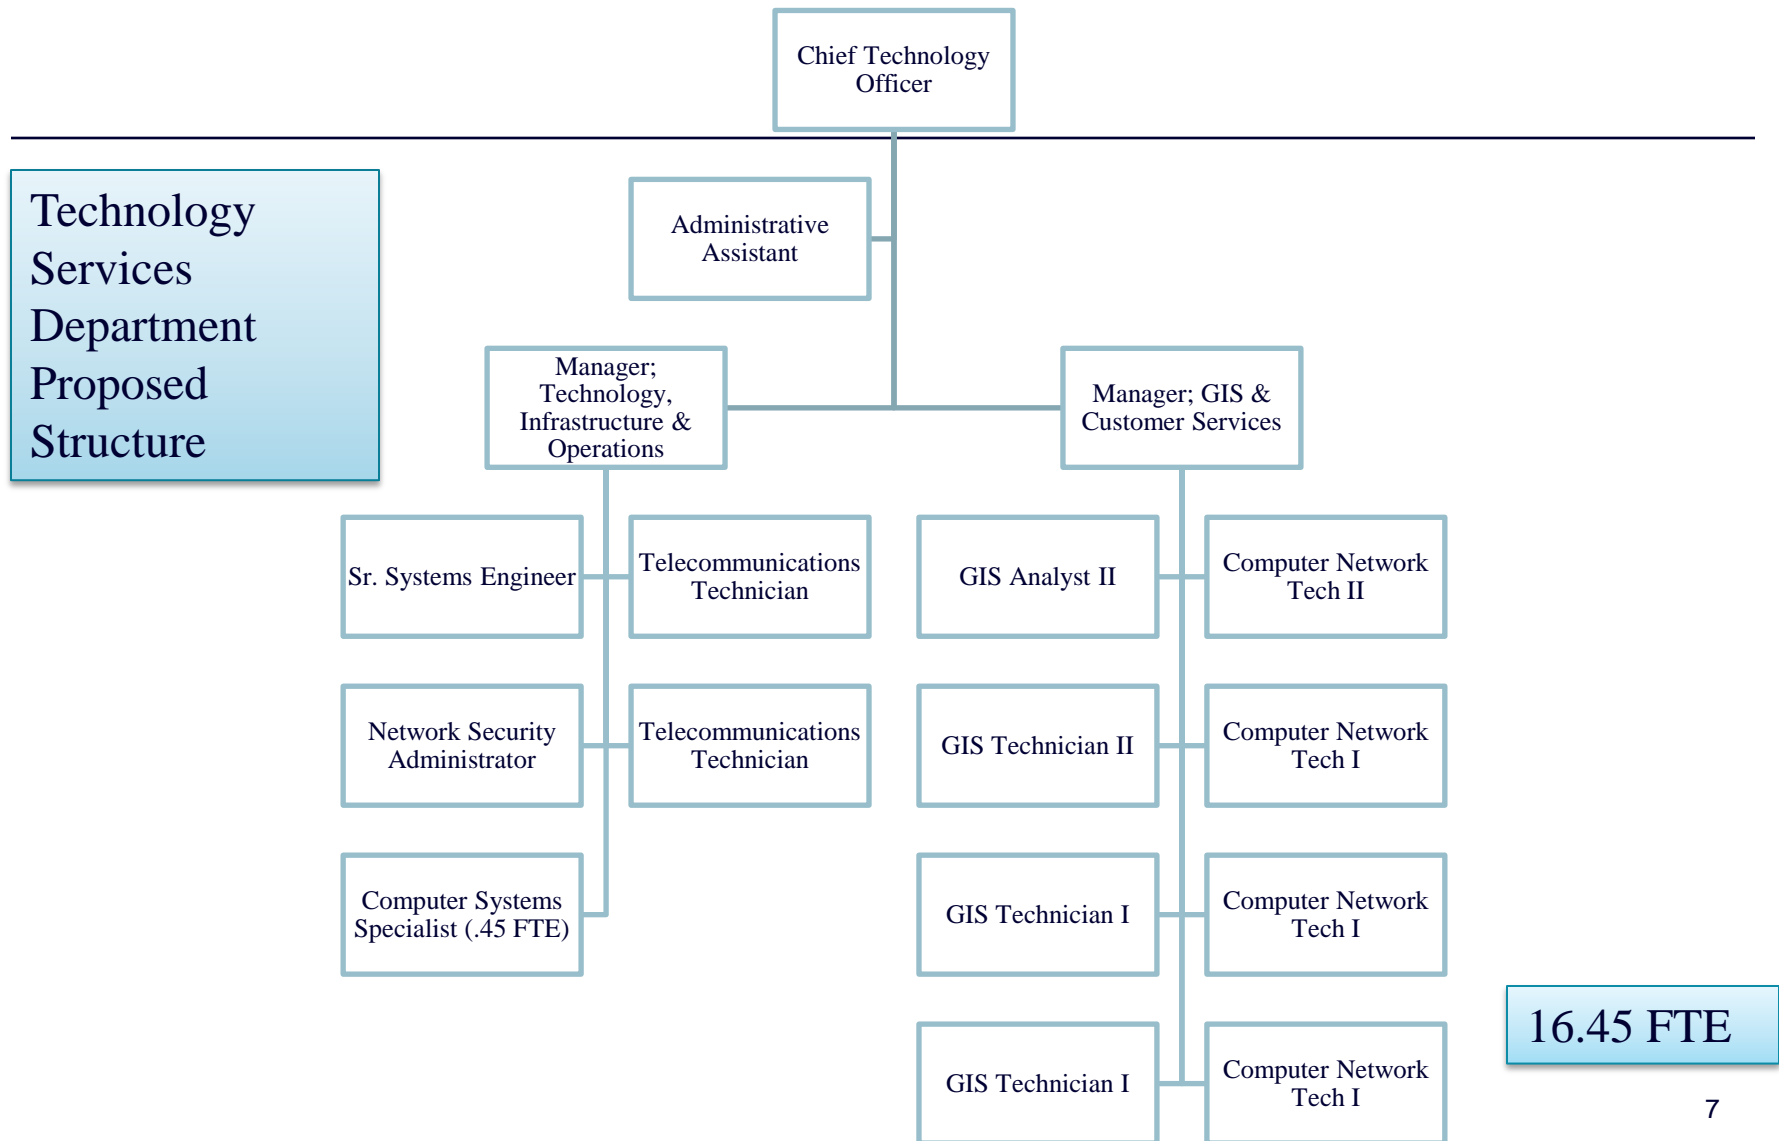 Chief Technology
Officer
Technology
Services
Department
Proposed
Structure
Administrative
Assistant
Manager;
Technology,
Infrastructure &
Operations
Manager; GIS &
Customer Services
Sr. Systems Engineer
Telecommunications
Technician
GIS Analyst II
Computer Network
Tech II
Network Security
Administrator
Telecommunications
Technician
GIS Technician II
Computer Network
Tech I
Computer Systems
Specialist (.45 FTE)
GIS Technician I
Computer Network
Tech I
GIS Technician I
Computer Network
Tech I
16.45 FTE
7